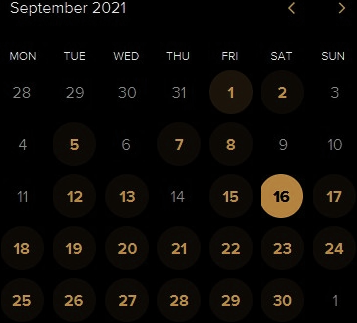 September 2021
MON TUE WED THU FRI SAT SUN
28 29 30 31 1 2 3
4 5 6 7 8 9 10
11 12 13 14 15 16 17
18 19 20 21 22 23 24
25 26 27 28 29 30 1